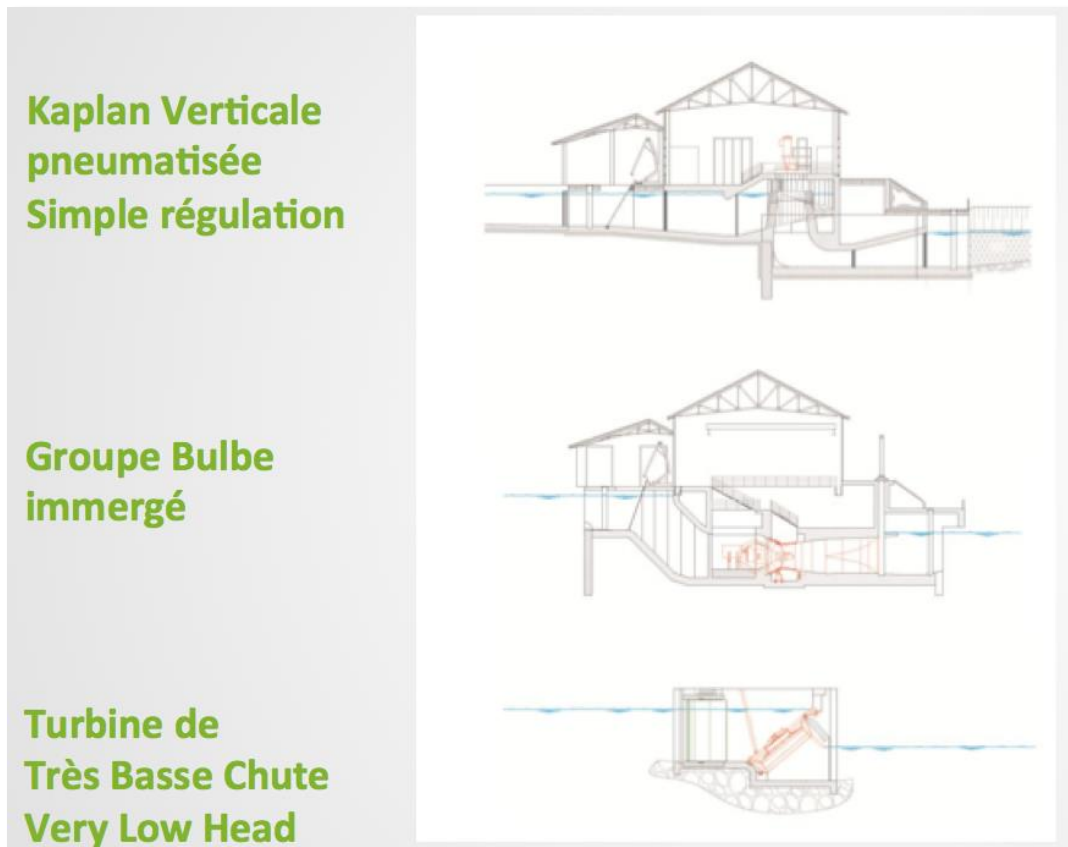 Kaplan Verticale
pneumatisée
Simple régulation
Groupe Bulbe
immergé
Turbine de
Très Basse Chute
Very Low Head